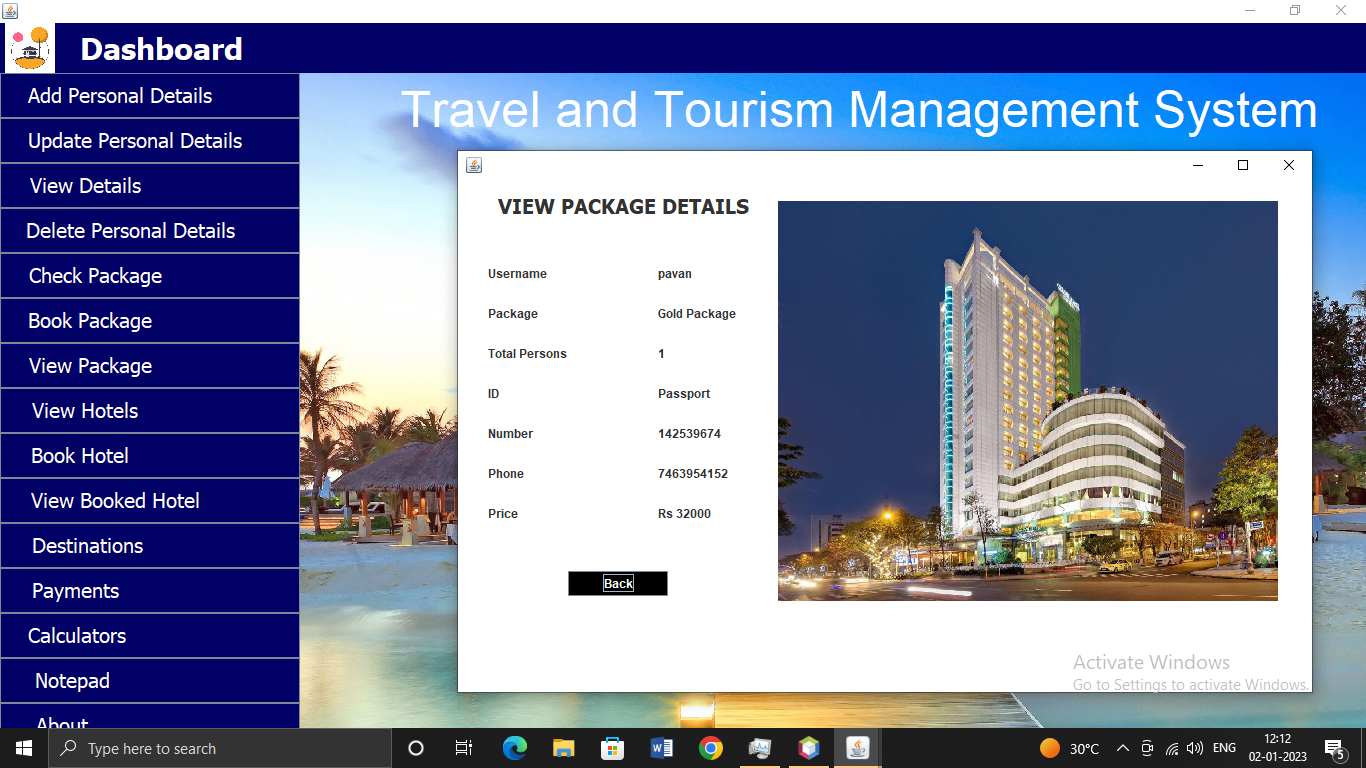 Dashboard
Add Personal Details
Update Personal Details
View Details
Delete Personal Details
Check Package
Book Package
View Package
View Hotels
Book Hotel
View Booked Hotel
Destinations
Payments
Calculators
Notepad
About
Travel and Tourism Management System
VIEW PACKAGE DETAILS
Username pavan
Package Gold Package
Total Persons 1
ID Passport
Number 142539674
Phone 7463954152
Price Rs 32000
Back
Activate Windows
Go to Settings to activate Windows.
Type here to search
30°C
ENG
12:12
02-01-2023
5